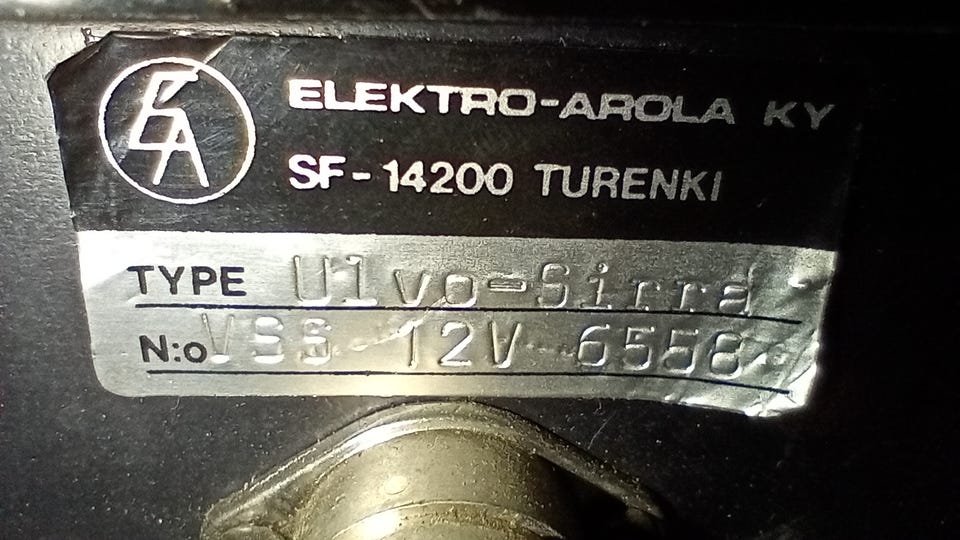 EA
ELEKTRO-AROLA KY
SF-14200 TURENKI
TYPE Ulvo-Sirra
N:o VSS 12V 6558